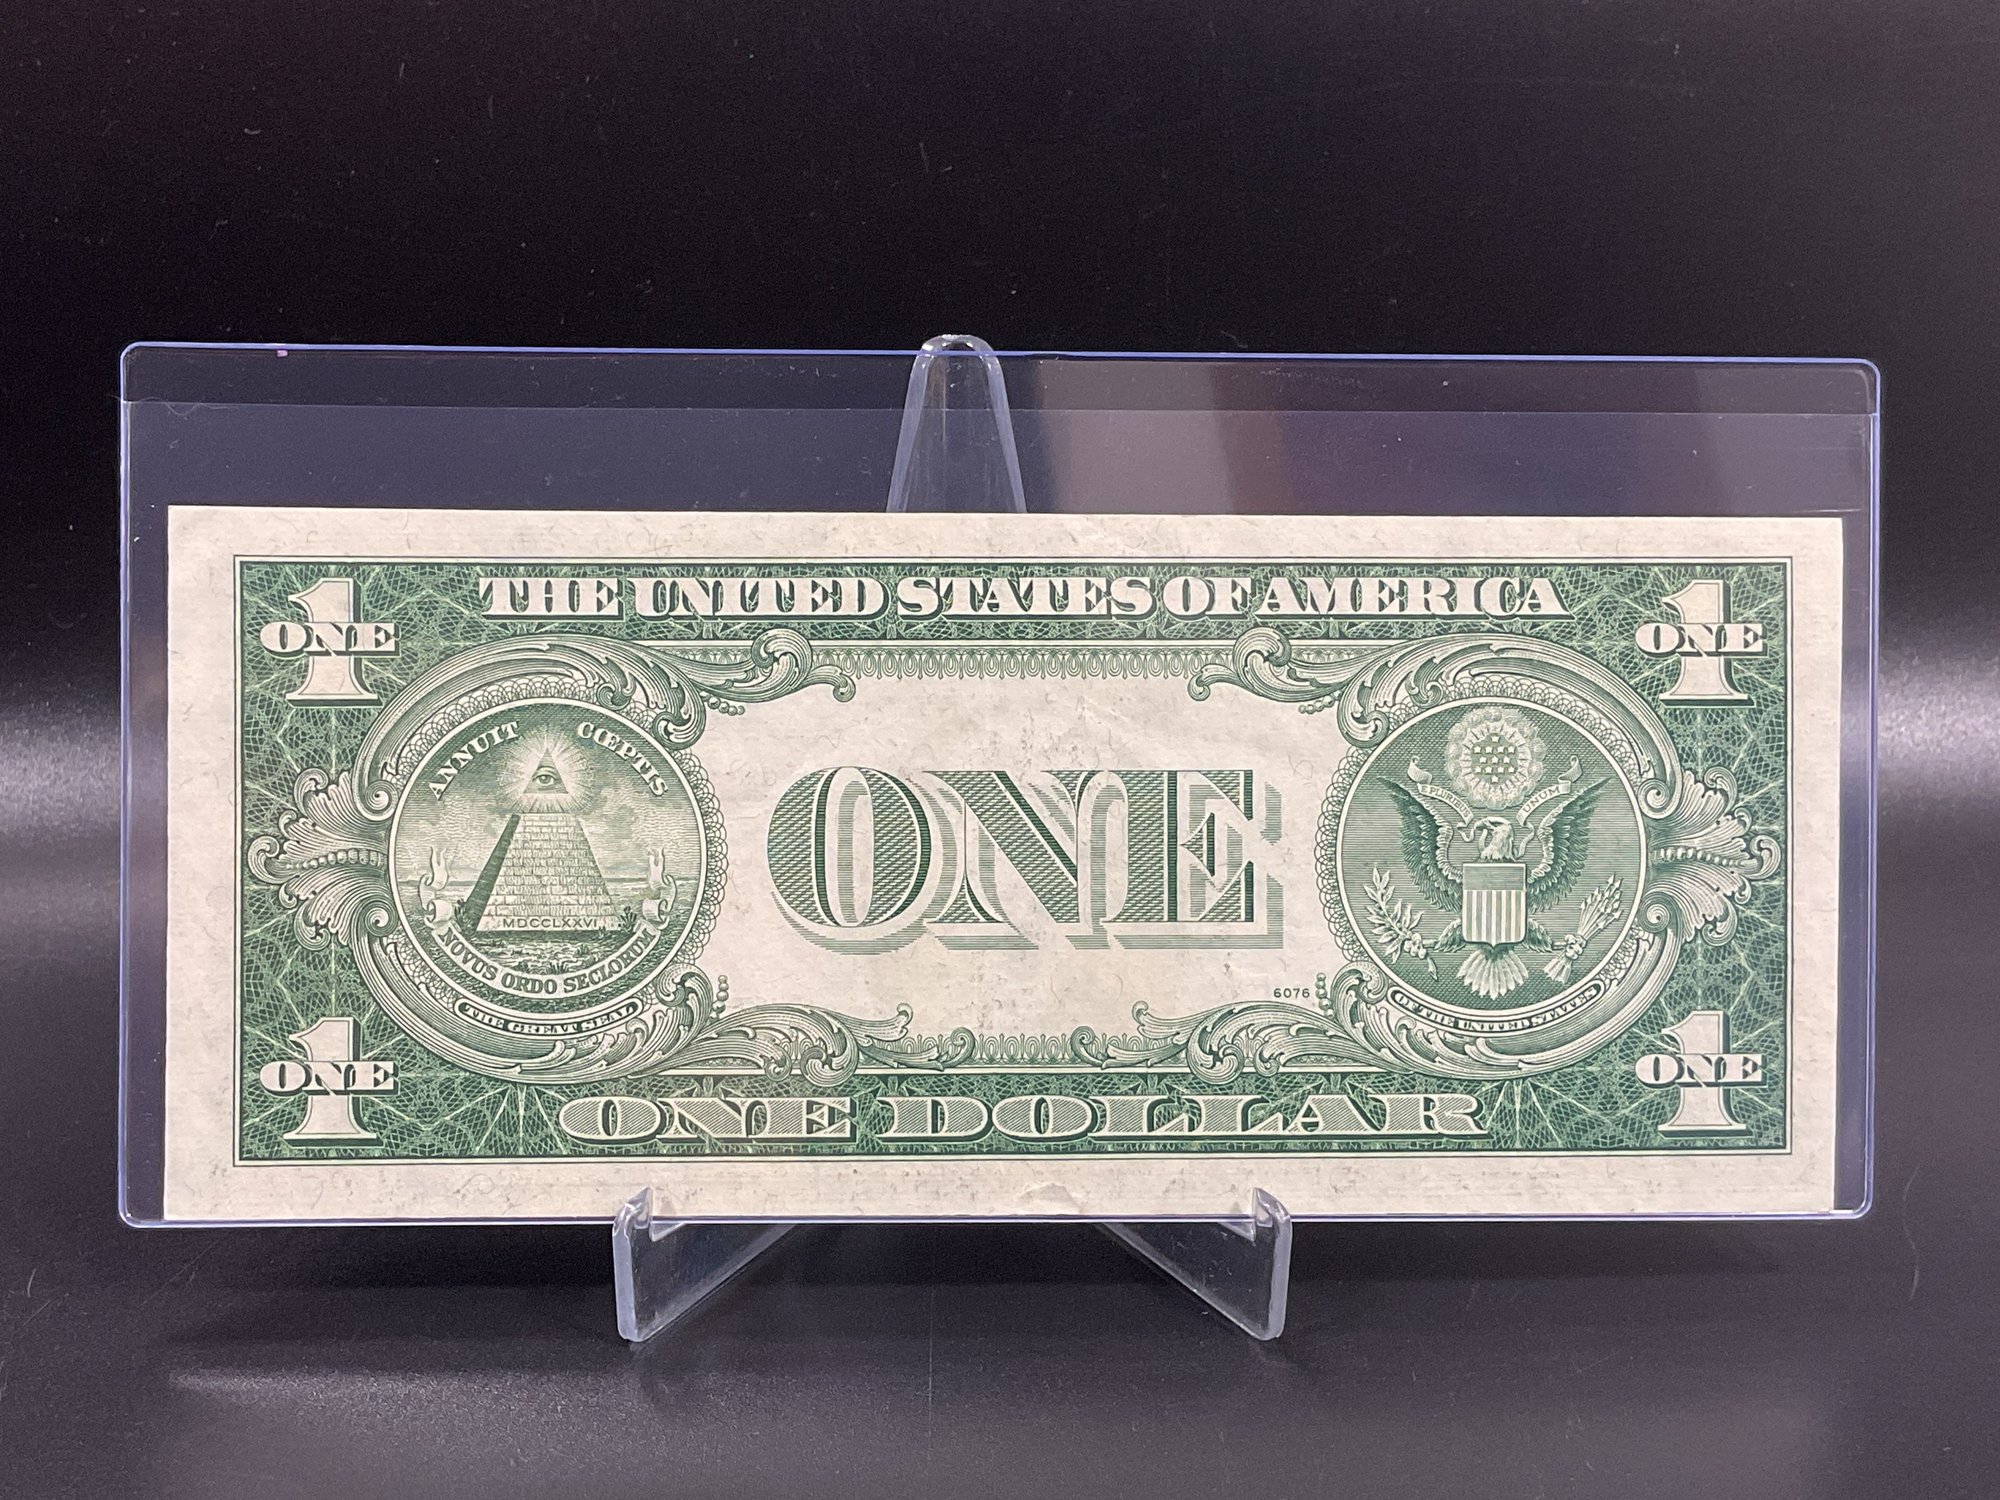 THE UNITED STATES OF AMERICA
1
ONE
1
ONE
ANNUIT CŒPTIS
MDCCLXXVI
NOVUS ORDO SECLORUM
THE GREAT SEAL
ONE
E PLURIBUS UNUM
6076
OF THE UNITED STATES
1
ONE
1
ONE
ONE DOLLAR